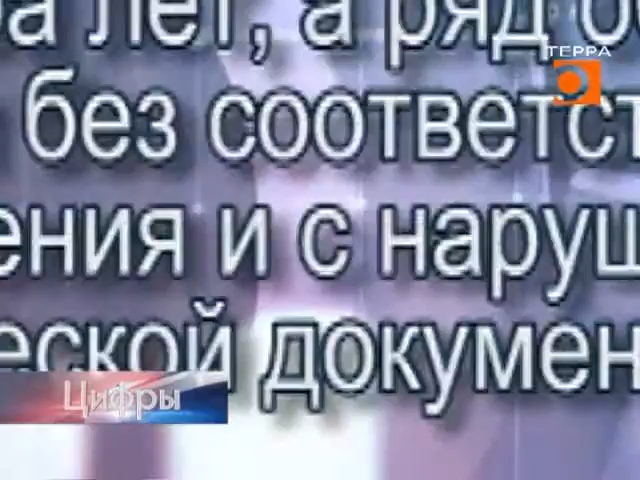 лет, а ряд
ТЕРРА
без соответст
ения и с наруш
еской докумен
Цифры